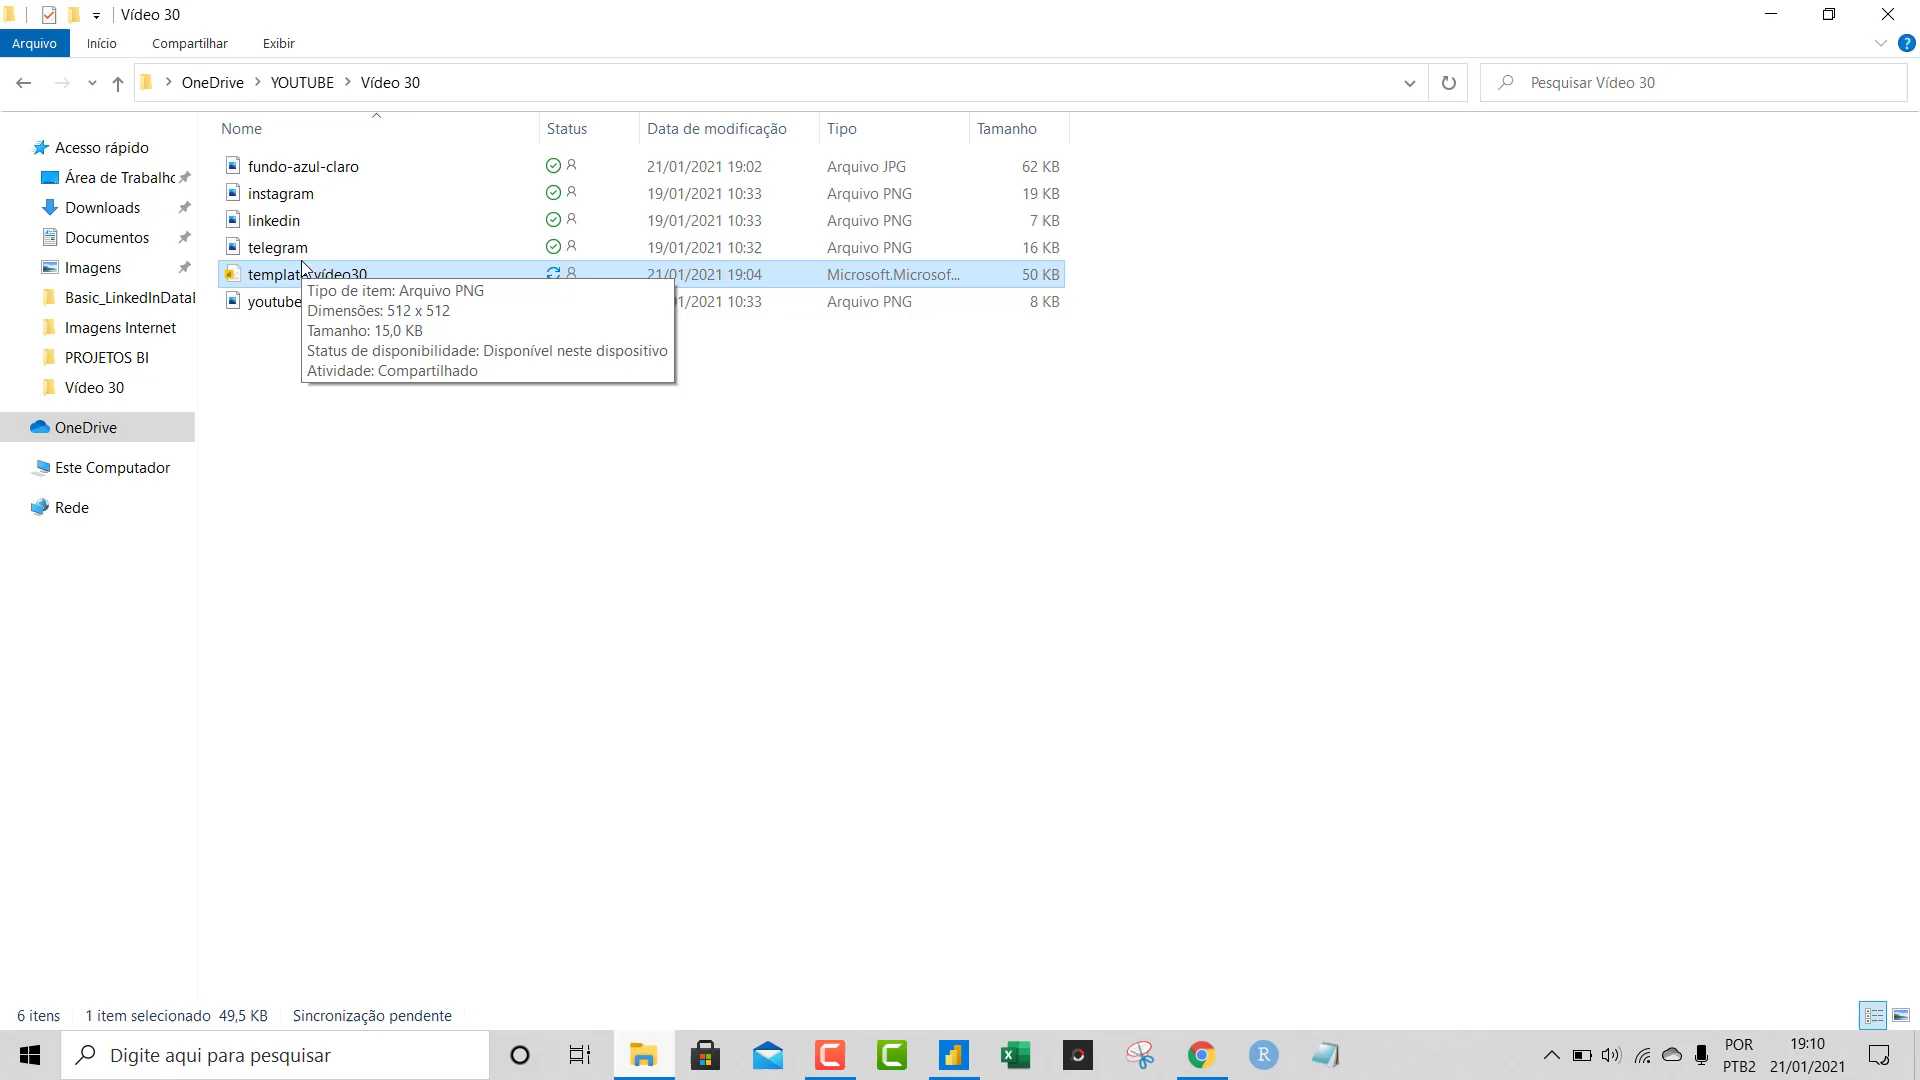 Vídeo 30
Arquivo Início Compartilhar Exibir
OneDrive YOUTUBE Vídeo 30
Pesquisar Vídeo 30
Nome Status Data de modificação Tipo Tamanho
Acesso rápido
Área de Trabalho
Downloads
Documentos
Imagens
Basic_LinkedInDatal
Imagens Internet
PROJETOS BI
Vídeo 30
OneDrive
Este Computador
Rede
fundo-azul-claro 21/01/2021 19:02 Arquivo JPG 62 KB
instagram 19/01/2021 10:33 Arquivo PNG 19 KB
linkedin 19/01/2021 10:33 Arquivo PNG 7 KB
telegram 19/01/2021 10:32 Arquivo PNG 16 KB
21/01/2021 19:04 Microsoft.Microsof... 50 KB
youtube 1/2021 10:33 Arquivo PNG 8 KB
Tipo de item: Arquivo PNG
Dimensões: 512 x 512
Tamanho: 15,0 KB
Status de disponibilidade: Disponível neste dispositivo
Atividade: Compartilhado
6 itens 1 item selecionado 49,5 KB Sincronização pendente
Digite aqui para pesquisar
POR
PTB2
19:10
21/01/2021